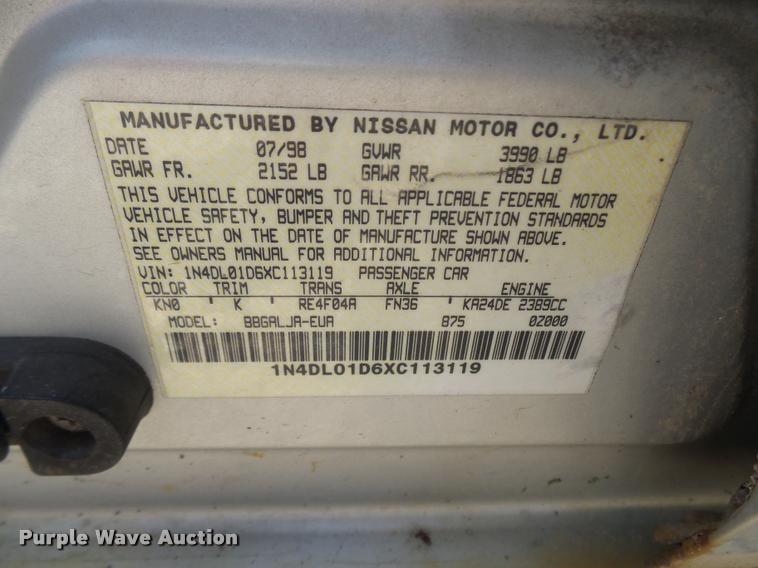 MANUFACTURED BY NISSAN MOTOR CO., LTD.
DATE 07/98 GVWR 3990 LB
GAWR FR. 2152 LB GAWR RR. 1863 LB
THIS VEHICLE CONFORMS TO ALL APPLICABLE FEDERAL MOTOR
VEHICLE SAFETY, BUMPER AND THEFT PREVENTION STANDARDS
IN EFFECT ON THE DATE OF MANUFACTURE SHOWN ABOVE.
SEE OWNERS MANUAL FOR ADDITIONAL INFORMATION.
VIN: 1N4DL01D6XC113119 PASSENGER CAR
COLOR TRIM TRANS AXLE ENGINE
KN0 K RE4F04A FN36 KA24DE 2389CC
MODEL: BBGALJA-EUA 875 0Z000
1N4DL01D6XC113119
Purple Wave Auction